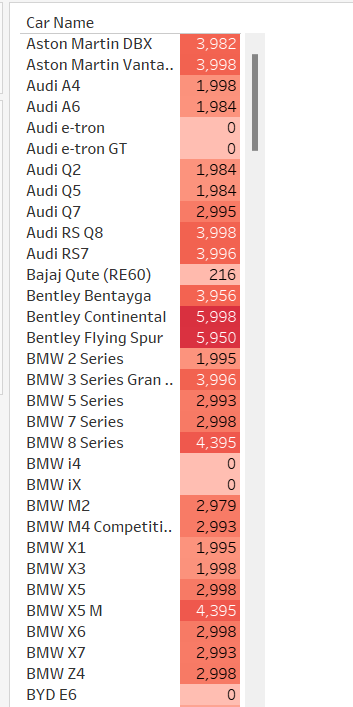 Car Name
Aston Martin DBX 3,982
Aston Martin Vanta.. 3,998
Audi A4 1,998
Audi A6 1,984
Audi e-tron 0
Audi e-tron GT 0
Audi Q2 1,984
Audi Q5 1,984
Audi Q7 2,995
Audi RS Q8 3,998
Audi RS7 3,996
Bajaj Qute (RE60) 216
Bentley Bentayga 3,956
Bentley Continental 5,998
Bentley Flying Spur 5,950
BMW 2 Series 1,995
BMW 3 Series Gran .. 3,996
BMW 5 Series 2,993
BMW 7 Series 2,998
BMW 8 Series 4,395
BMW i4 0
BMW iX 0
BMW M2 2,979
BMW M4 Competiti.. 2,993
BMW X1 1,995
BMW X3 1,998
BMW X5 2,998
BMW X5 M 4,395
BMW X6 2,998
BMW X7 2,993
BMW Z4 2,998
BYD E6 0